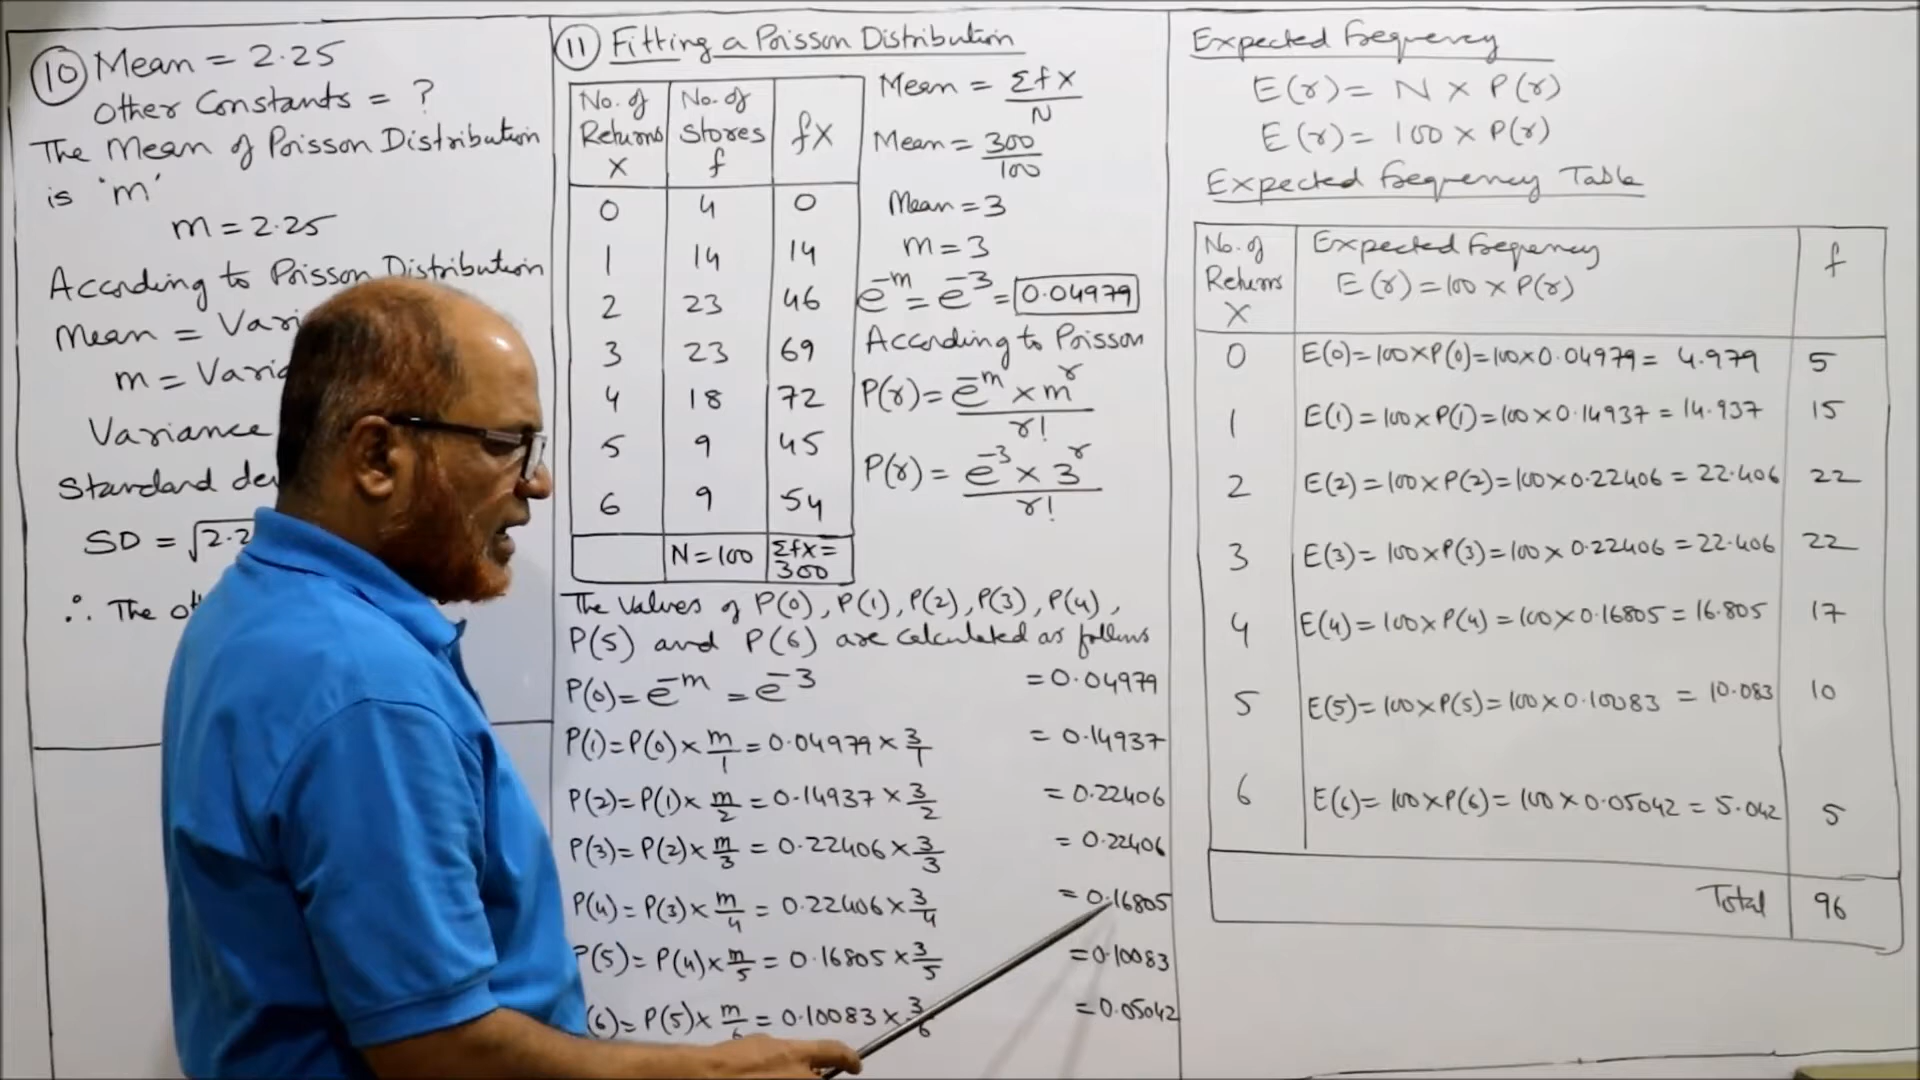 10 Mean = 2.25
Other Constants = ?
The Mean of Poisson Distribution
is 'm'
m = 2.25
According to Poisson Distribution
Mean =
m =
Variance
Standard
SD = √2.2
∴ The
11 Fitting a Poisson Distribution
No. of Returns X | No. of Stores f | fX
0 | 4 | 0
1 | 14 | 14
2 | 23 | 46
3 | 23 | 69
4 | 18 | 72
5 | 9 | 45
6 | 9 | 54
N = 100 | Σfx = 300
Mean = ΣfX / N
Mean = 300 / 100
Mean = 3
m = 3
e^-m = e^-3 = 0.04979
According to Poisson
P(r) = e^-m × m^r / r!
P(r) = e^-3 × 3^r / r!
The values of P(0), P(1), P(2), P(3), P(4),
P(5) and P(6) are calculated as follows
P(0) = e^-m = e^-3 = 0.04979
P(1) = P(0) × m/1 = 0.04979 × 3/1 = 0.14937
P(2) = P(1) × m/2 = 0.14937 × 3/2 = 0.22406
P(3) = P(2) × m/3 = 0.22406 × 3/3 = 0.22406
P(4) = P(3) × m/4 = 0.22406 × 3/4 = 0.16805
P(5) = P(4) × m/5 = 0.16805 × 3/5 = 0.10083
(6) = P(5) × m/6 = 0.10083 × 3/6 = 0.05042
Expected frequency
E(r) = N × P(r)
E(r) = 100 × P(r)
Expected frequency Table
No. of Returns X | Expected frequency E(r) = 100 × P(r) | f
0 | E(0) = 100 × P(0) = 100 × 0.04979 = 4.979 | 5
1 | E(1) = 100 × P(1) = 100 × 0.14937 = 14.937 | 15
2 | E(2) = 100 × P(2) = 100 × 0.22406 = 22.406 | 22
3 | E(3) = 100 × P(3) = 100 × 0.22406 = 22.406 | 22
4 | E(4) = 100 × P(4) = 100 × 0.16805 = 16.805 | 17
5 | E(5) = 100 × P(5) = 100 × 0.10083 = 10.083 | 10
6 | E(6) = 100 × P(6) = 100 × 0.05042 = 5.042 | 5
Total | 96